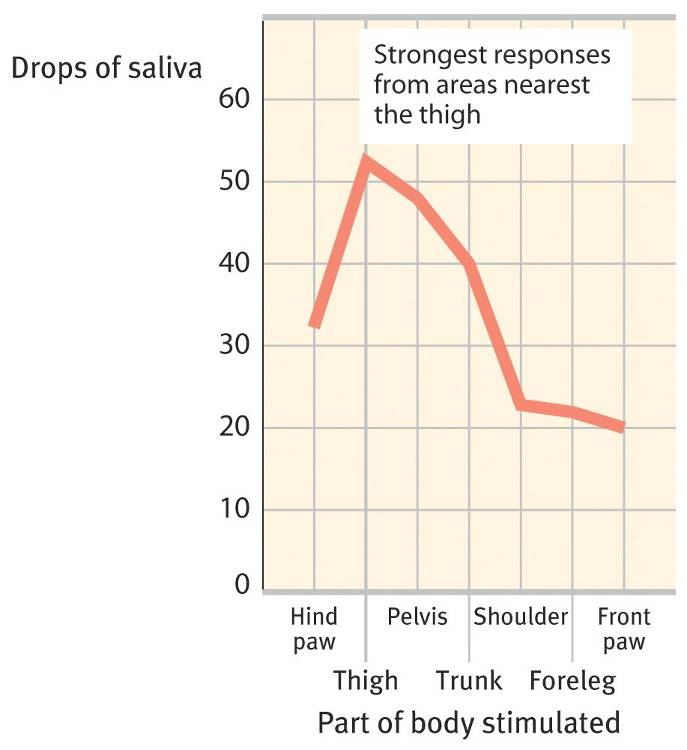 Drops of saliva
Strongest responses
from areas nearest
the thigh
60
50
40
30
20
10
0
Hind
paw
Thigh
Pelvis
Trunk
Shoulder
Foreleg
Front
paw
Part of body stimulated